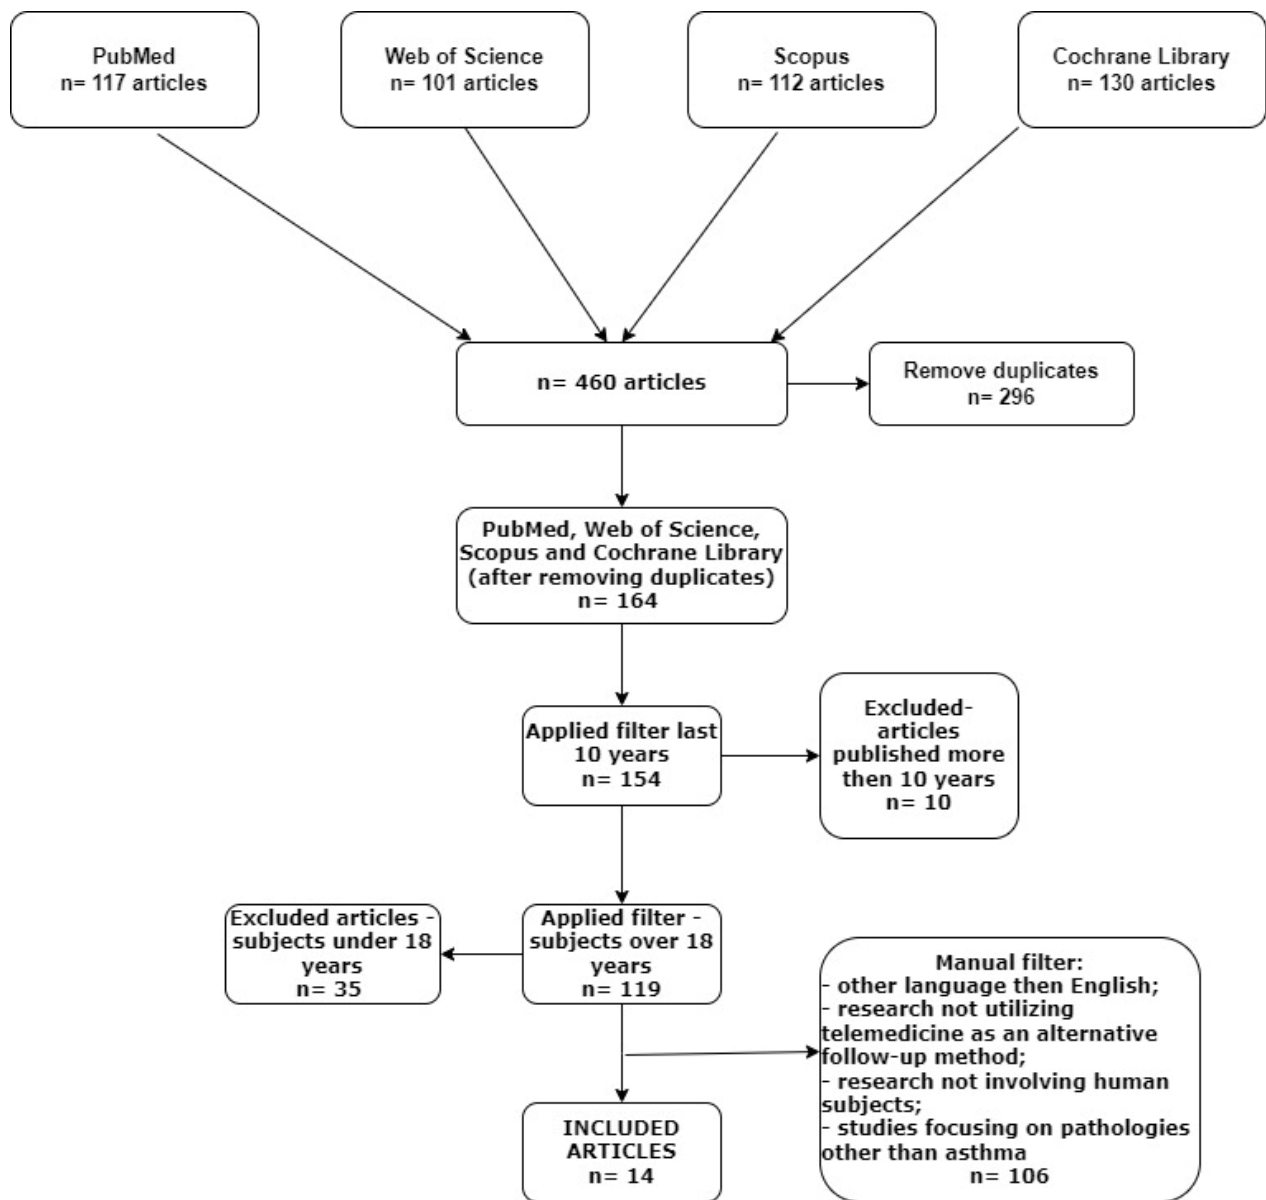 PubMed
n= 117 articles
Web of Science
n= 101 articles
Scopus
n= 112 articles
Cochrane Library
n= 130 articles
n= 460 articles
Remove duplicates
n= 296
PubMed, Web of Science,
Scopus and Cochrane Library
(after removing duplicates)
n= 164
Applied filter last
10 years
n= 154
Excluded-
articles
published more
then 10 years
n= 10
Excluded articles -
subjects under 18
years
n= 35
Applied filter -
subjects over 18
years
n= 119
Manual filter:
- other language then English;
- research not utilizing
telemedicine as an alternative
follow-up method;
- research not involving human
subjects;
- studies focusing on pathologies
other than asthma
n= 106
INCLUDED
ARTICLES
n= 14